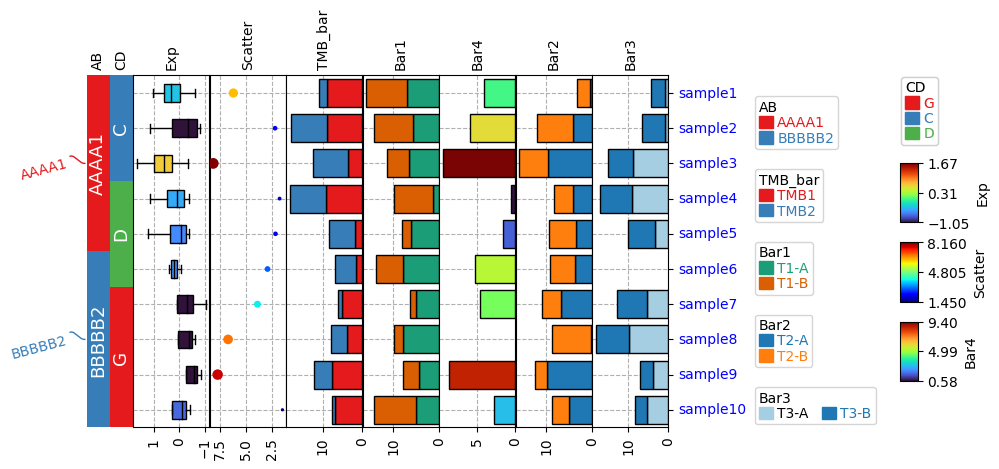 AB
CD
Exp
Scatter
TMB_bar
Bar1
Bar4
Bar2
Bar3
AAAA1
BBBBB2
AAAA1
BBBBB2
C
D
G
sample1
sample2
sample3
sample4
sample5
sample6
sample7
sample8
sample9
sample10
1 0 −1
7.5 5.0 2.5
10 0
10 0
5 0
10 0
10 0
AB
AAAA1
BBBBB2
TMB_bar
TMB1
TMB2
Bar1
T1-A
T1-B
Bar2
T2-A
T2-B
Bar3
T3-A T3-B
CD
G
C
D
1.67
0.31
−1.05
Exp
8.160
4.805
1.450
Scatter
9.40
4.99
0.58
Bar4